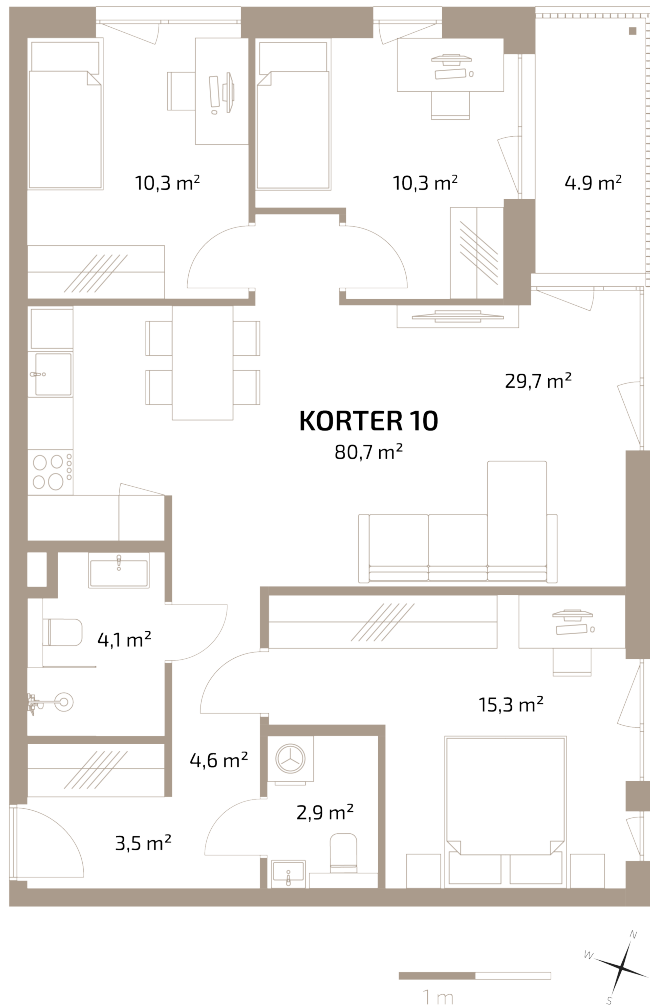 10,3 m²
10,3 m²
4.9 m²
29,7 m²
KORTER 10
80,7 m²
4,1 m²
15,3 m²
4,6 m²
2,9 m²
3,5 m²
N
W
E
S
1 m